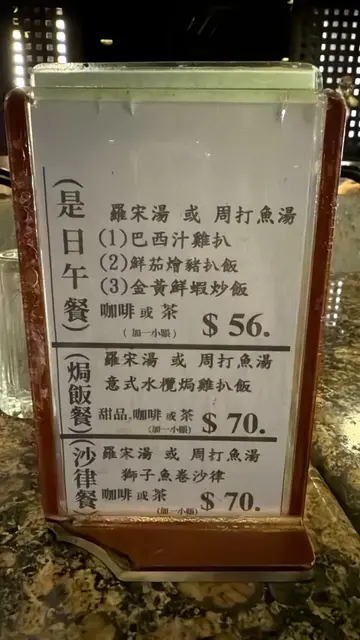 (是日午餐)
羅宋湯 或 周打魚湯
(1)巴西汁雞扒
(2)鮮茄燴豬扒飯
(3)金黃鮮蝦炒飯
咖啡 或 茶
(加一小賬)
$ 56.
(焗飯餐)
羅宋湯 或 周打魚湯
意式水欖焗雞扒飯
甜品,咖啡 或 茶
(加一小賬)
$ 70.
(沙律餐)
羅宋湯 或 周打魚湯
獅子魚卷沙律
咖啡 或 茶
(加一小賬)
$ 70.